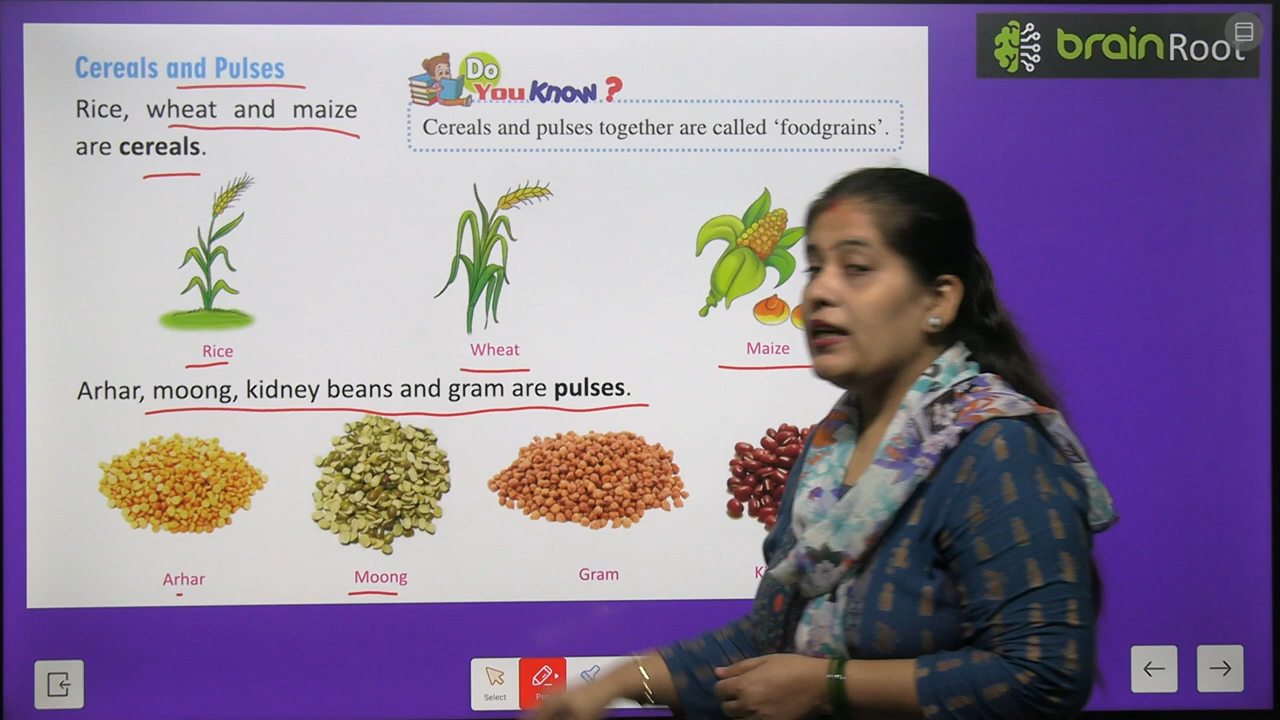 Cereals and Pulses
Rice, wheat and maize
are cereals.
Do
You Know ?
Cereals and pulses together are called 'foodgrains'.
brainRoot
Rice
Wheat
Maize
Arhar, moong, kidney beans and gram are pulses.
Arhar
Moong
Gram
Select